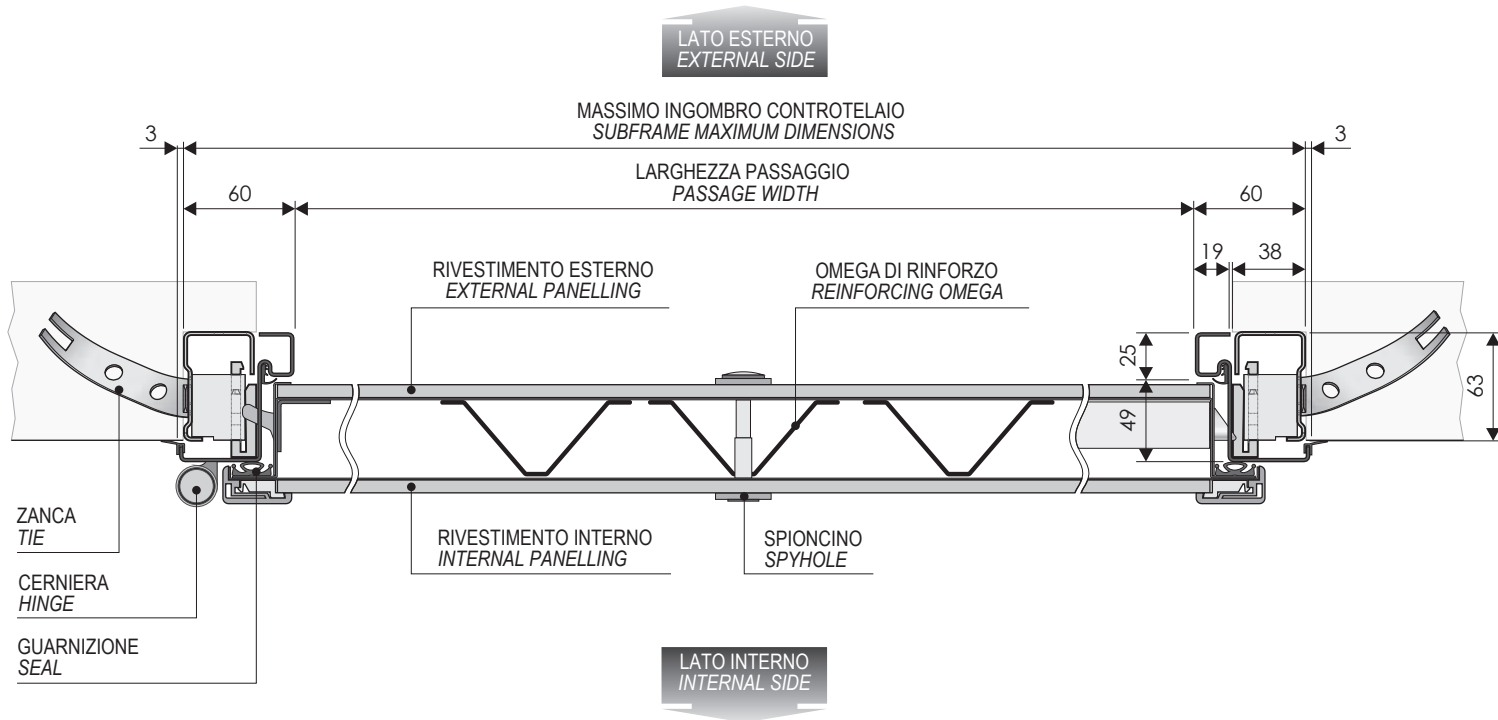 LATO ESTERNO
EXTERNAL SIDE
MASSIMO INGOMBRO CONTROTELAIO
SUBFRAME MAXIMUM DIMENSIONS
3
3
LARGHEZZA PASSAGGIO
PASSAGE WIDTH
60
60
19
38
RIVESTIMENTO ESTERNO
EXTERNAL PANELLING
OMEGA DI RINFORZO
REINFORCING OMEGA
25
63
49
ZANCA
TIE
RIVESTIMENTO INTERNO
INTERNAL PANELLING
SPIONCINO
SPYHOLE
CERNIERA
HINGE
GUARNIZIONE
SEAL
LATO INTERNO
INTERNAL SIDE